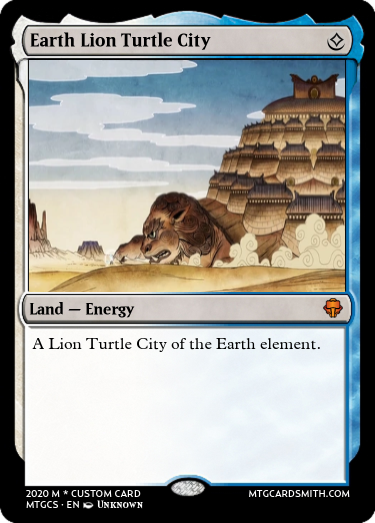 Earth Lion Turtle City
Land — Energy
A Lion Turtle City of the Earth element.
2020 M * CUSTOM CARD
MTGCS · EN Unknown
MTGCARDSMITH.COM